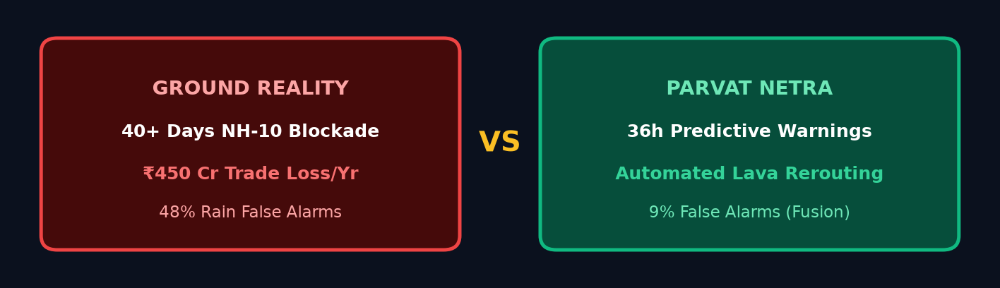 GROUND REALITY
40+ Days NH-10 Blockade
₹450 Cr Trade Loss/Yr
48% Rain False Alarms
VS
PARVAT NETRA
36h Predictive Warnings
Automated Lava Rerouting
9% False Alarms (Fusion)